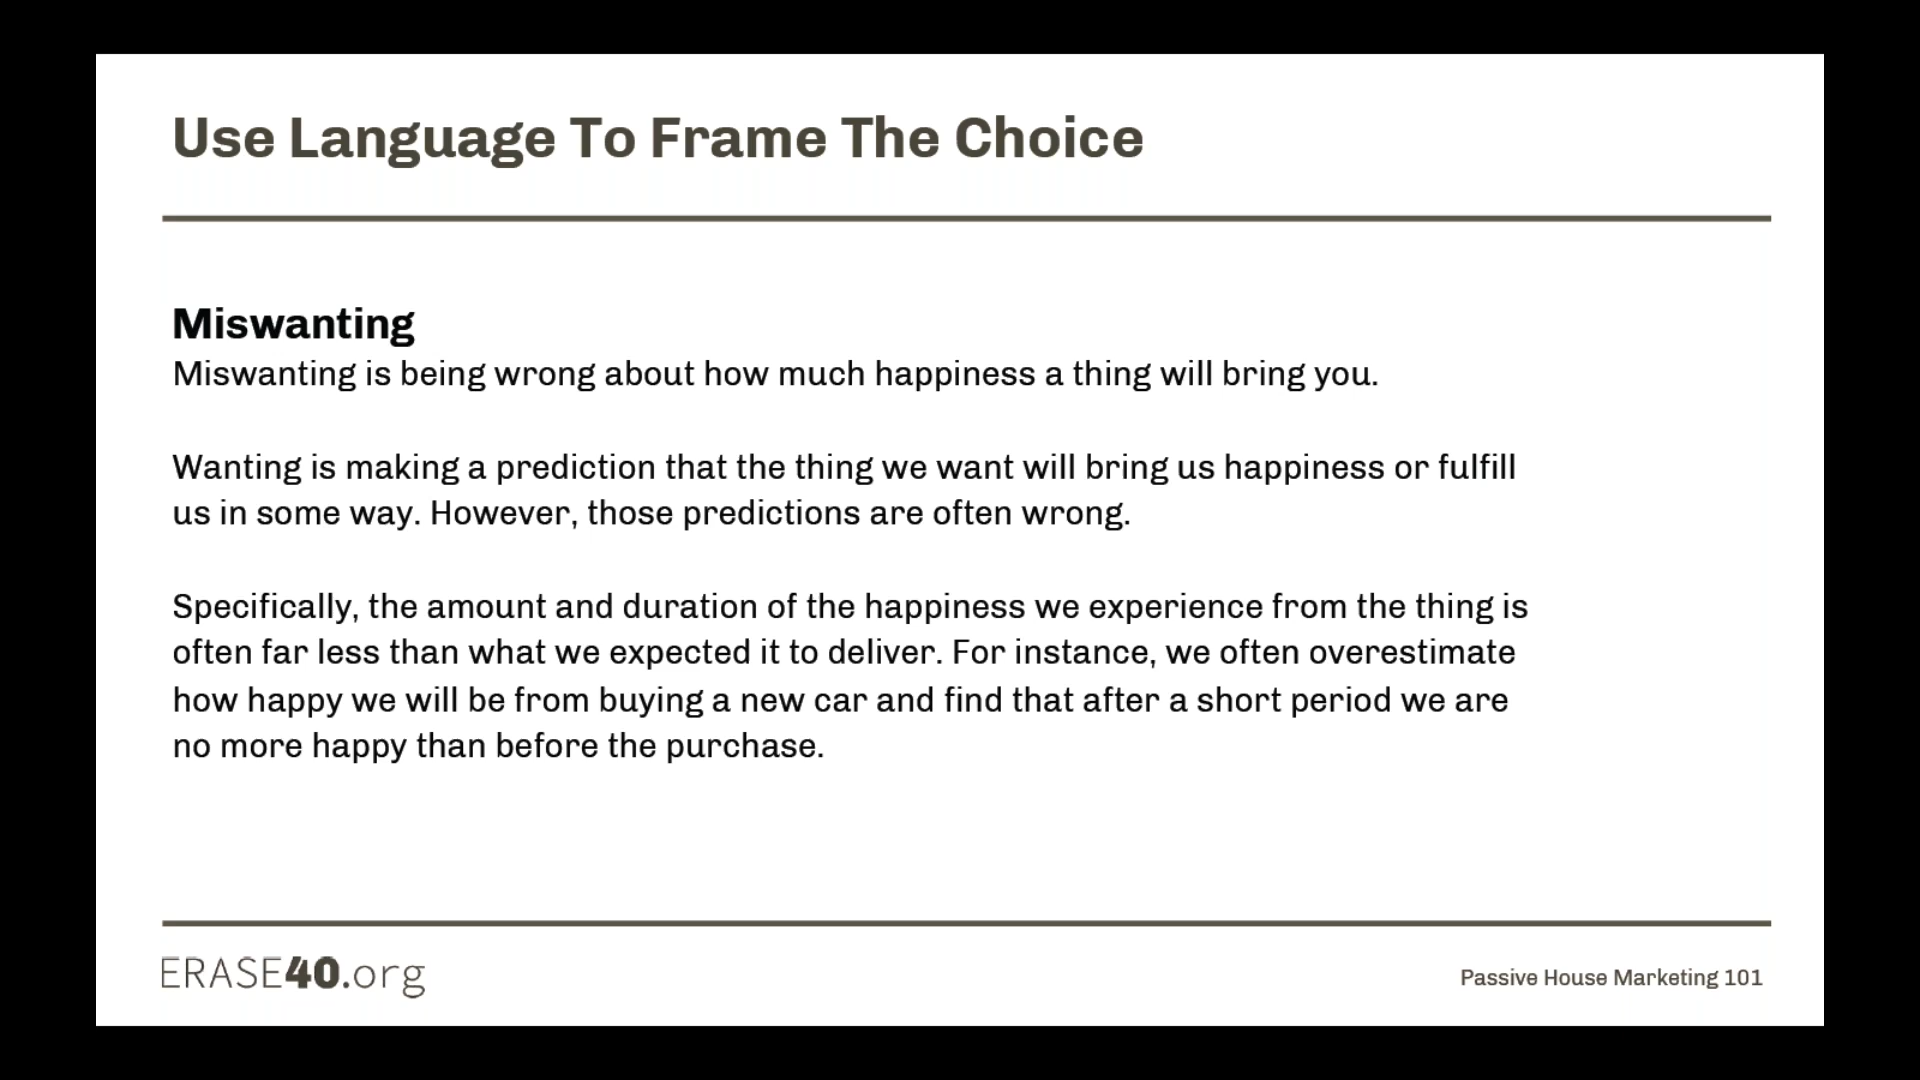 Use Language To Frame The Choice
Miswanting
Miswanting is being wrong about how much happiness a thing will bring you.
Wanting is making a prediction that the thing we want will bring us happiness or fulfill
us in some way. However, those predictions are often wrong.
Specifically, the amount and duration of the happiness we experience from the thing is
often far less than what we expected it to deliver. For instance, we often overestimate
how happy we will be from buying a new car and find that after a short period we are
no more happy than before the purchase.
ERASE40.org
Passive House Marketing 101